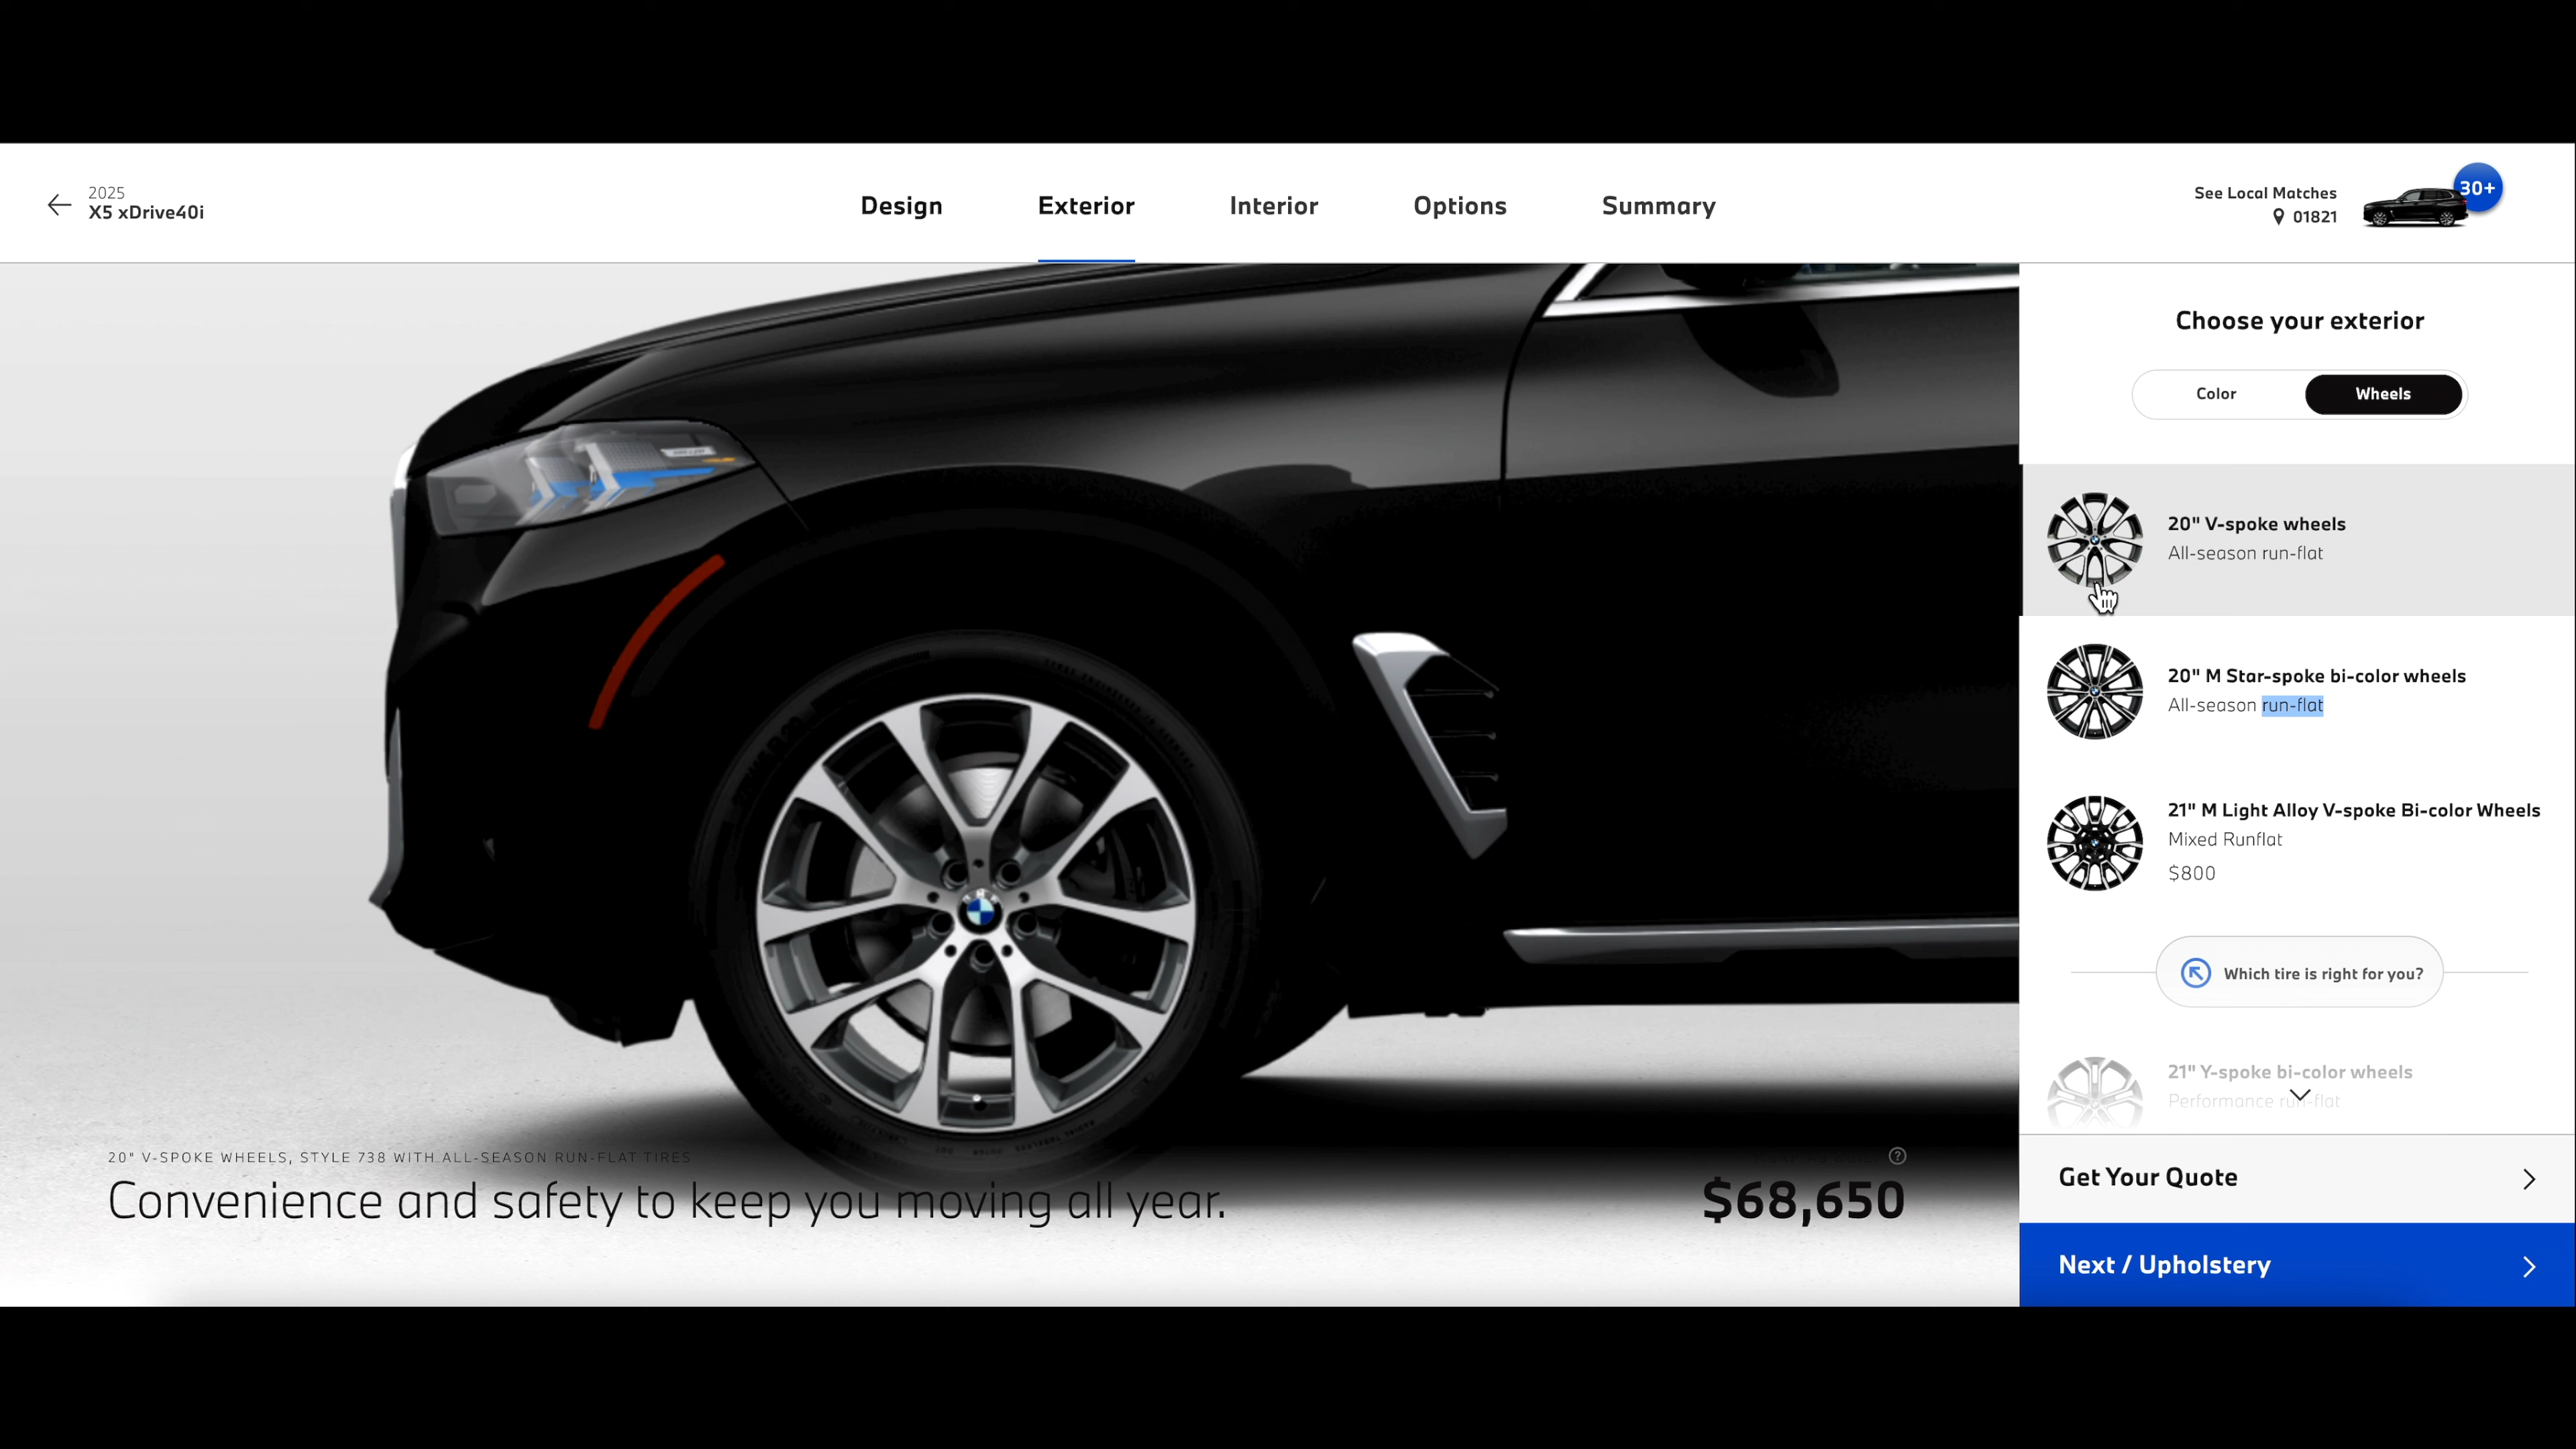 2025
X5 xDrive40i
Design
Exterior
Interior
Options
Summary
See Local Matches
01821
30+
Choose your exterior
Color
Wheels
20" V-spoke wheels
All-season run-flat
20" M Star-spoke bi-color wheels
All-season run-flat
21" M Light Alloy V-spoke Bi-color Wheels
Mixed Runflat
$800
Which tire is right for you?
21" Y-spoke bi-color wheels
Performance run-flat
20" V-SPOKE WHEELS, STYLE 738 WITH ALL-SEASON RUN-FLAT TIRES
Convenience and safety to keep you moving all year.
$68,650
Get Your Quote
Next / Upholstery